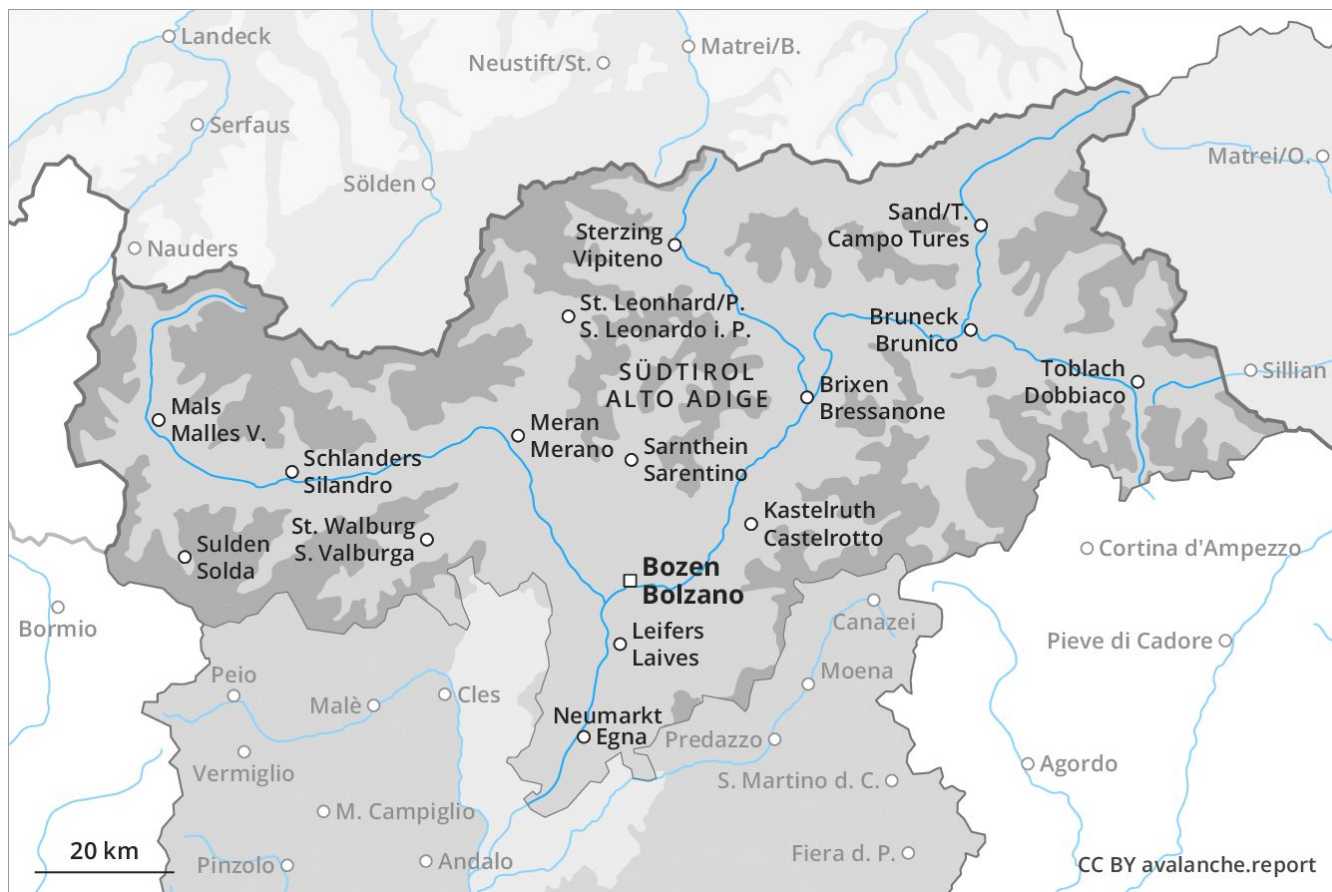 Landeck
Matrei/B.
Neustift/St.
Serfaus
Matrei/O.
Sölden
Nauders
Sand/T.
Campo Tures
Sterzing
Vipiteno
St. Leonhard/P.
S. Leonardo i. P.
Bruneck
Brunico
SÜDTIROL
ALTO ADIGE
Toblach
Dobbiaco
Sillian
Brixen
Bressanone
Mals
Malles V.
Meran
Merano
Sarnthein
Sarentino
Schlanders
Silandro
Kastelruth
Castelrotto
St. Walburg
S. Valburga
Sulden
Solda
Cortina d'Ampezzo
Bozen
Bolzano
Bormio
Canazei
Leifers
Laives
Pieve di Cadore
Peio
Moena
Malè
Cles
Neumarkt
Egna
Predazzo
Vermiglio
Agordo
S. Martino d. C.
M. Campiglio
20 km
Pinzolo
Andalo
Fiera d. P.
CC BY avalanche.report